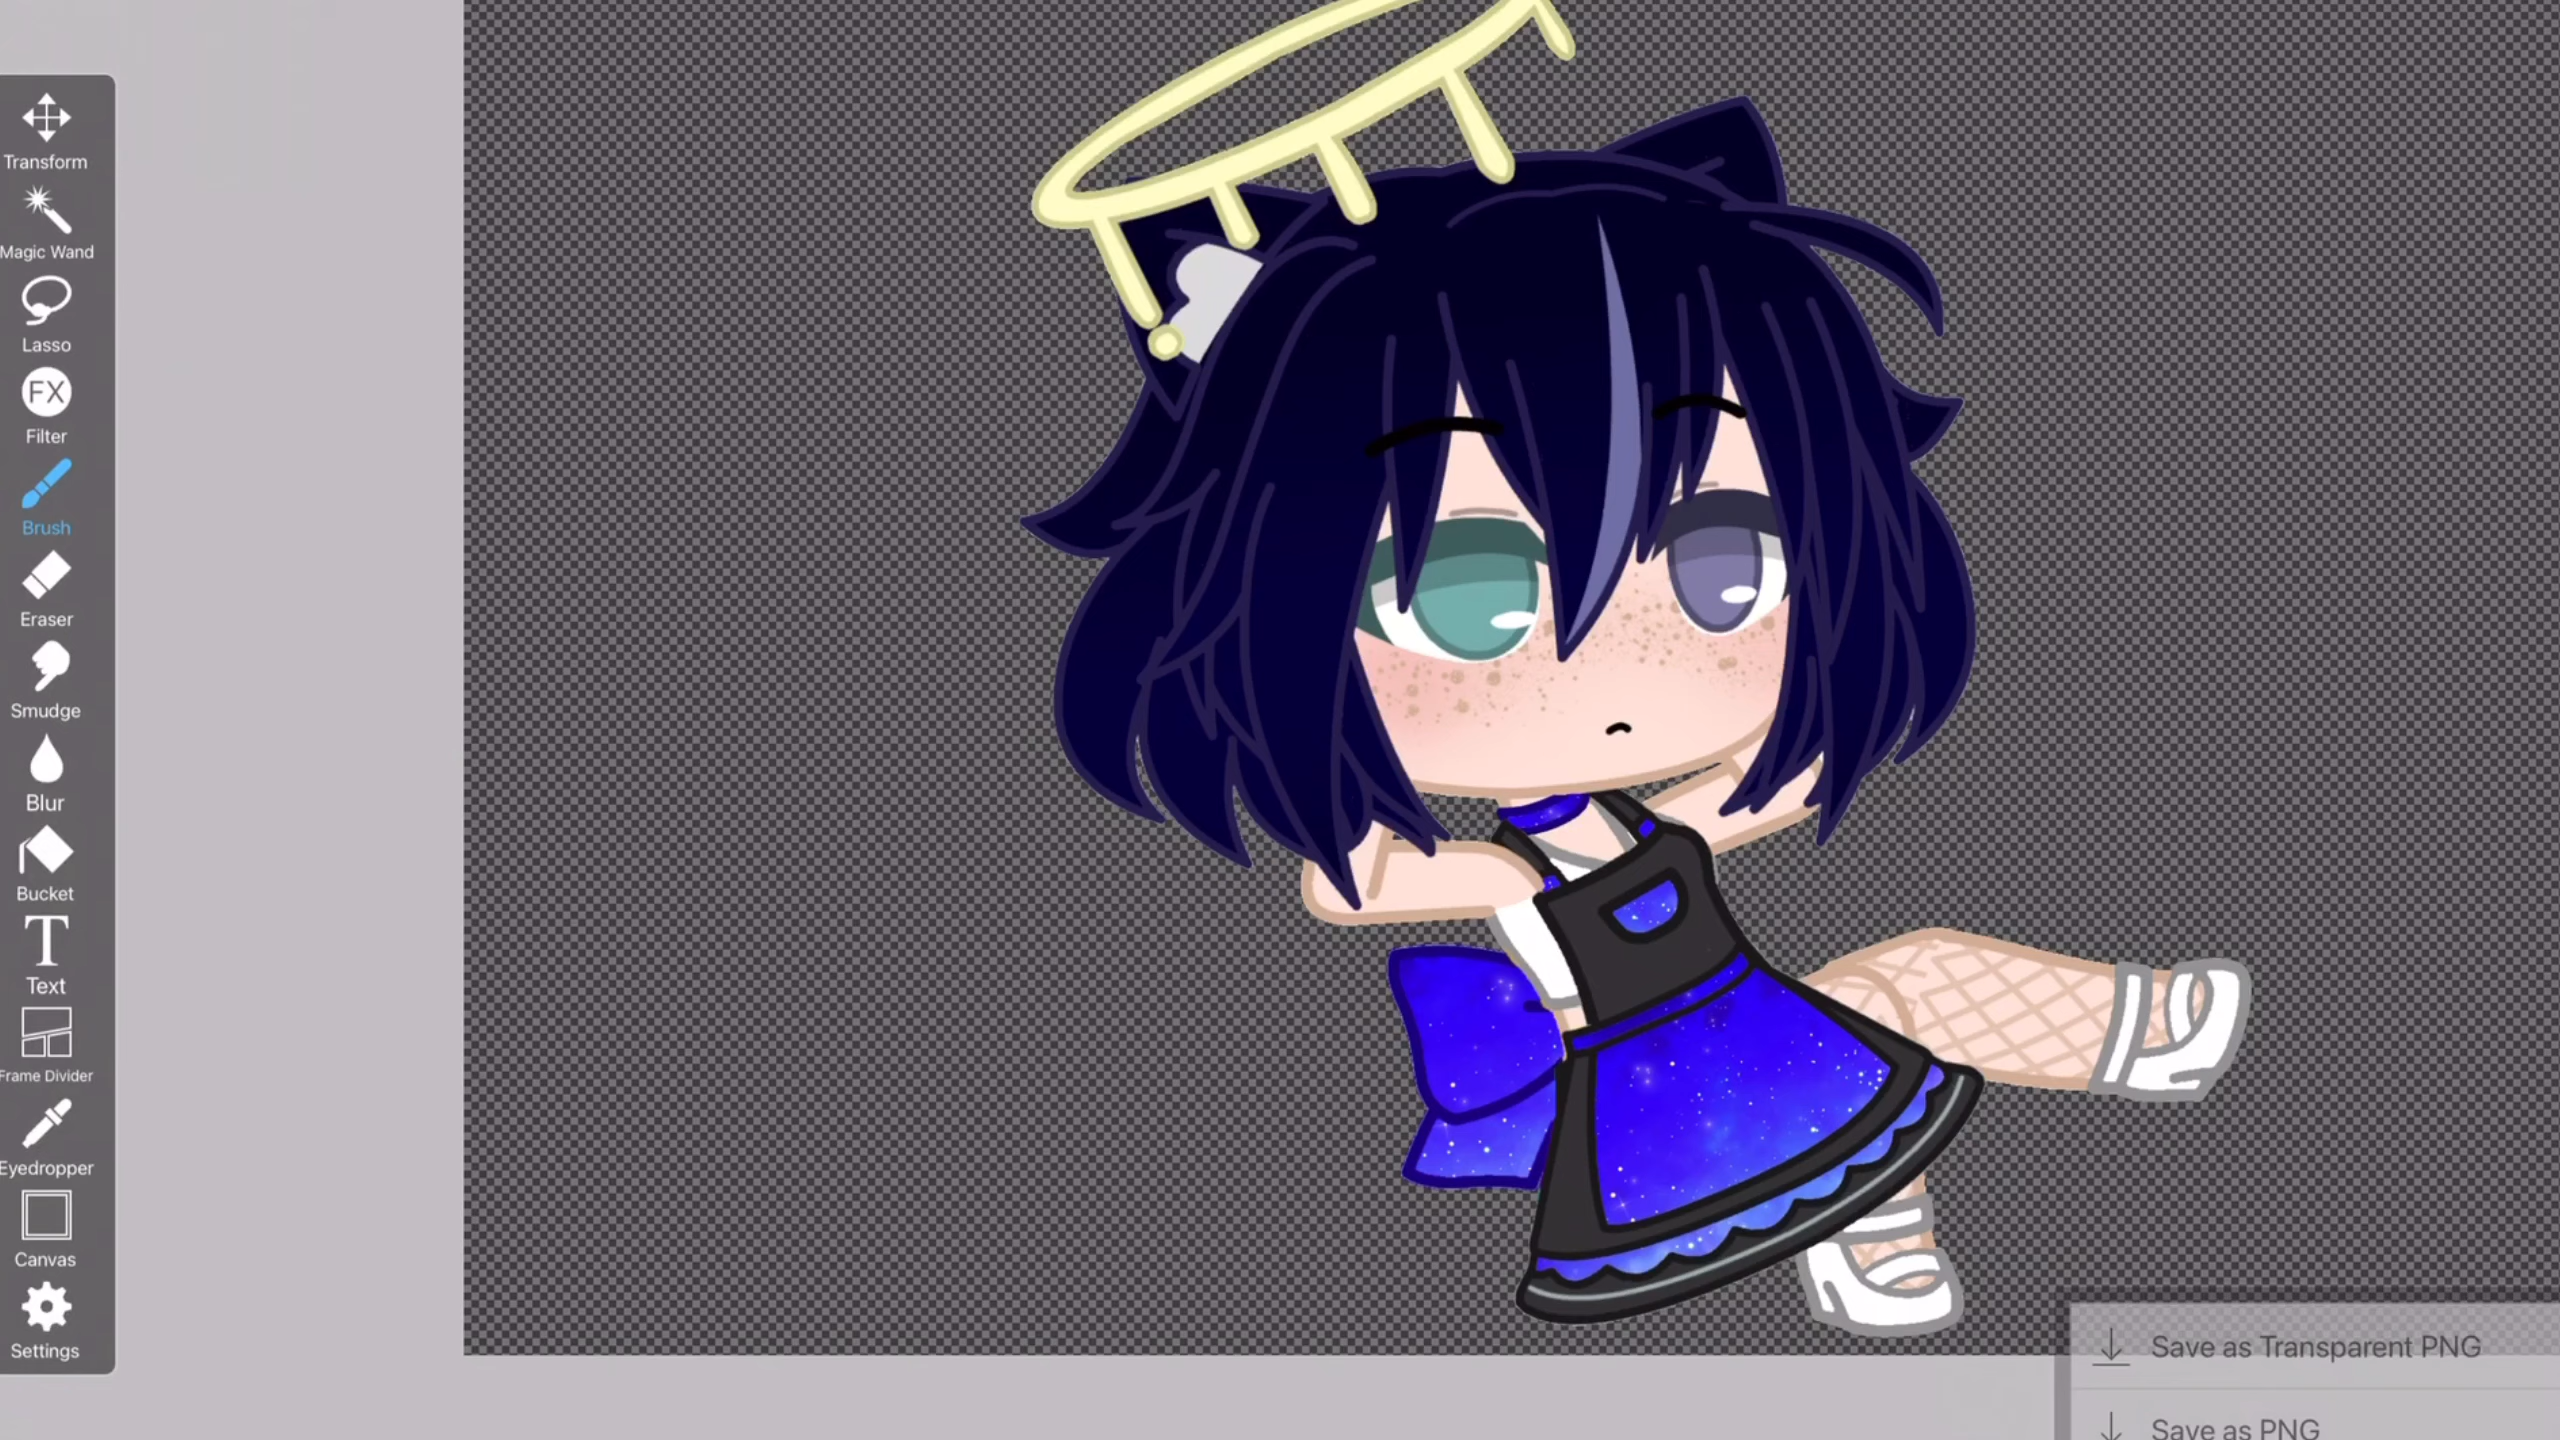 Transform
Magic Wand
Lasso
FX
Filter
Brush
Eraser
Smudge
Blur
Bucket
T
Text
Frame Divider
Eyedropper
Canvas
Settings
Save as Transparent PNG
Save as PNG